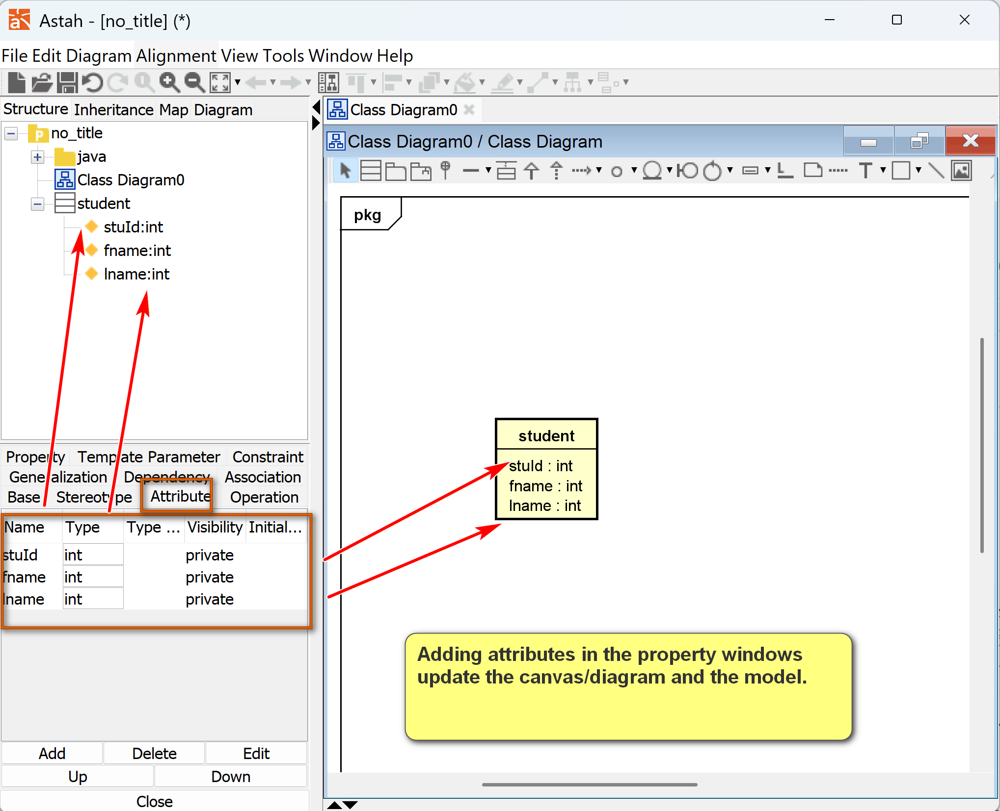 Astah - [no_title] (*)
File Edit Diagram Alignment View Tools Window Help
Structure Inheritance Map Diagram
no_title
java
Class Diagram0
student
stuId:int
fname:int
lname:int
Property Template Parameter Constraint
Generalization Dependency Association
Base Stereotype Attribute Operation
Name Type Type ... Visibility Initial...
stuId int private
fname int private
lname int private
Add Delete Edit
Up Down
Close
Class Diagram0
Class Diagram0 / Class Diagram
pkg
student
stuId : int
fname : int
lname : int
Adding attributes in the property windows
update the canvas/diagram and the model.